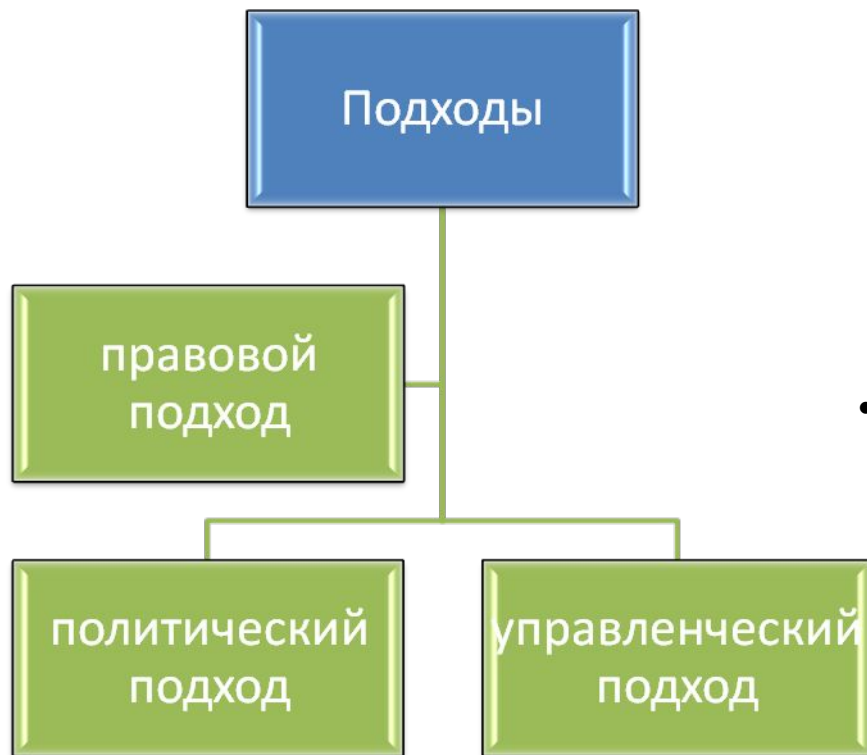 Подходы
правовой
подход
•
политический
подход
управленческий
подход